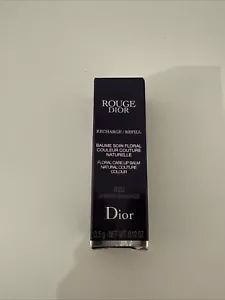 ROUGE
DIOR
RECHARGE/REFILL
BAUME SOIN FLORAL
COULEUR COUTURE
NATURELLE
FLORAL CARE LIP BALM
NATURAL COUTURE
COLOUR
Dior